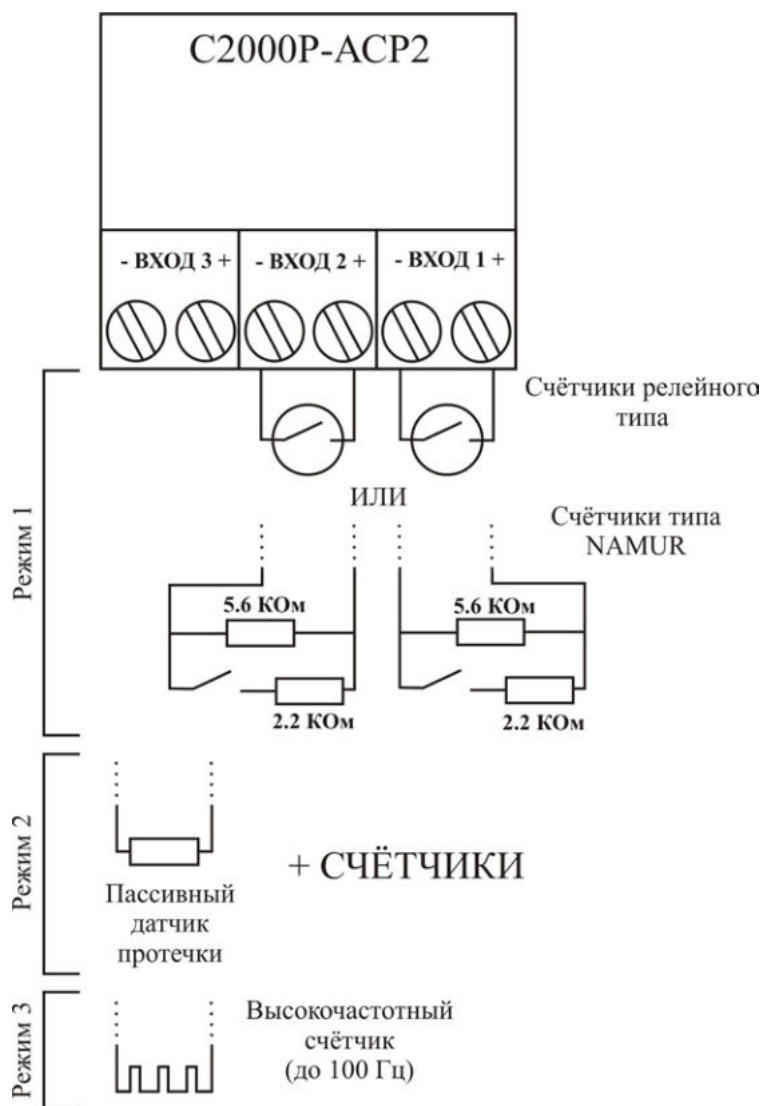 С2000Р-АСР2
- ВХОД 3 +
- ВХОД 2 +
- ВХОД 1 +
Режим 1
Счётчики релейного
типа
ИЛИ
Счётчики типа
NAMUR
5.6 КОм
5.6 КОм
2.2 КОм
2.2 КОм
Режим 2
+ СЧЁТЧИКИ
Пассивный
датчик
протечки
Режим 3
Высокочастотный
счётчик
(до 100 Гц)